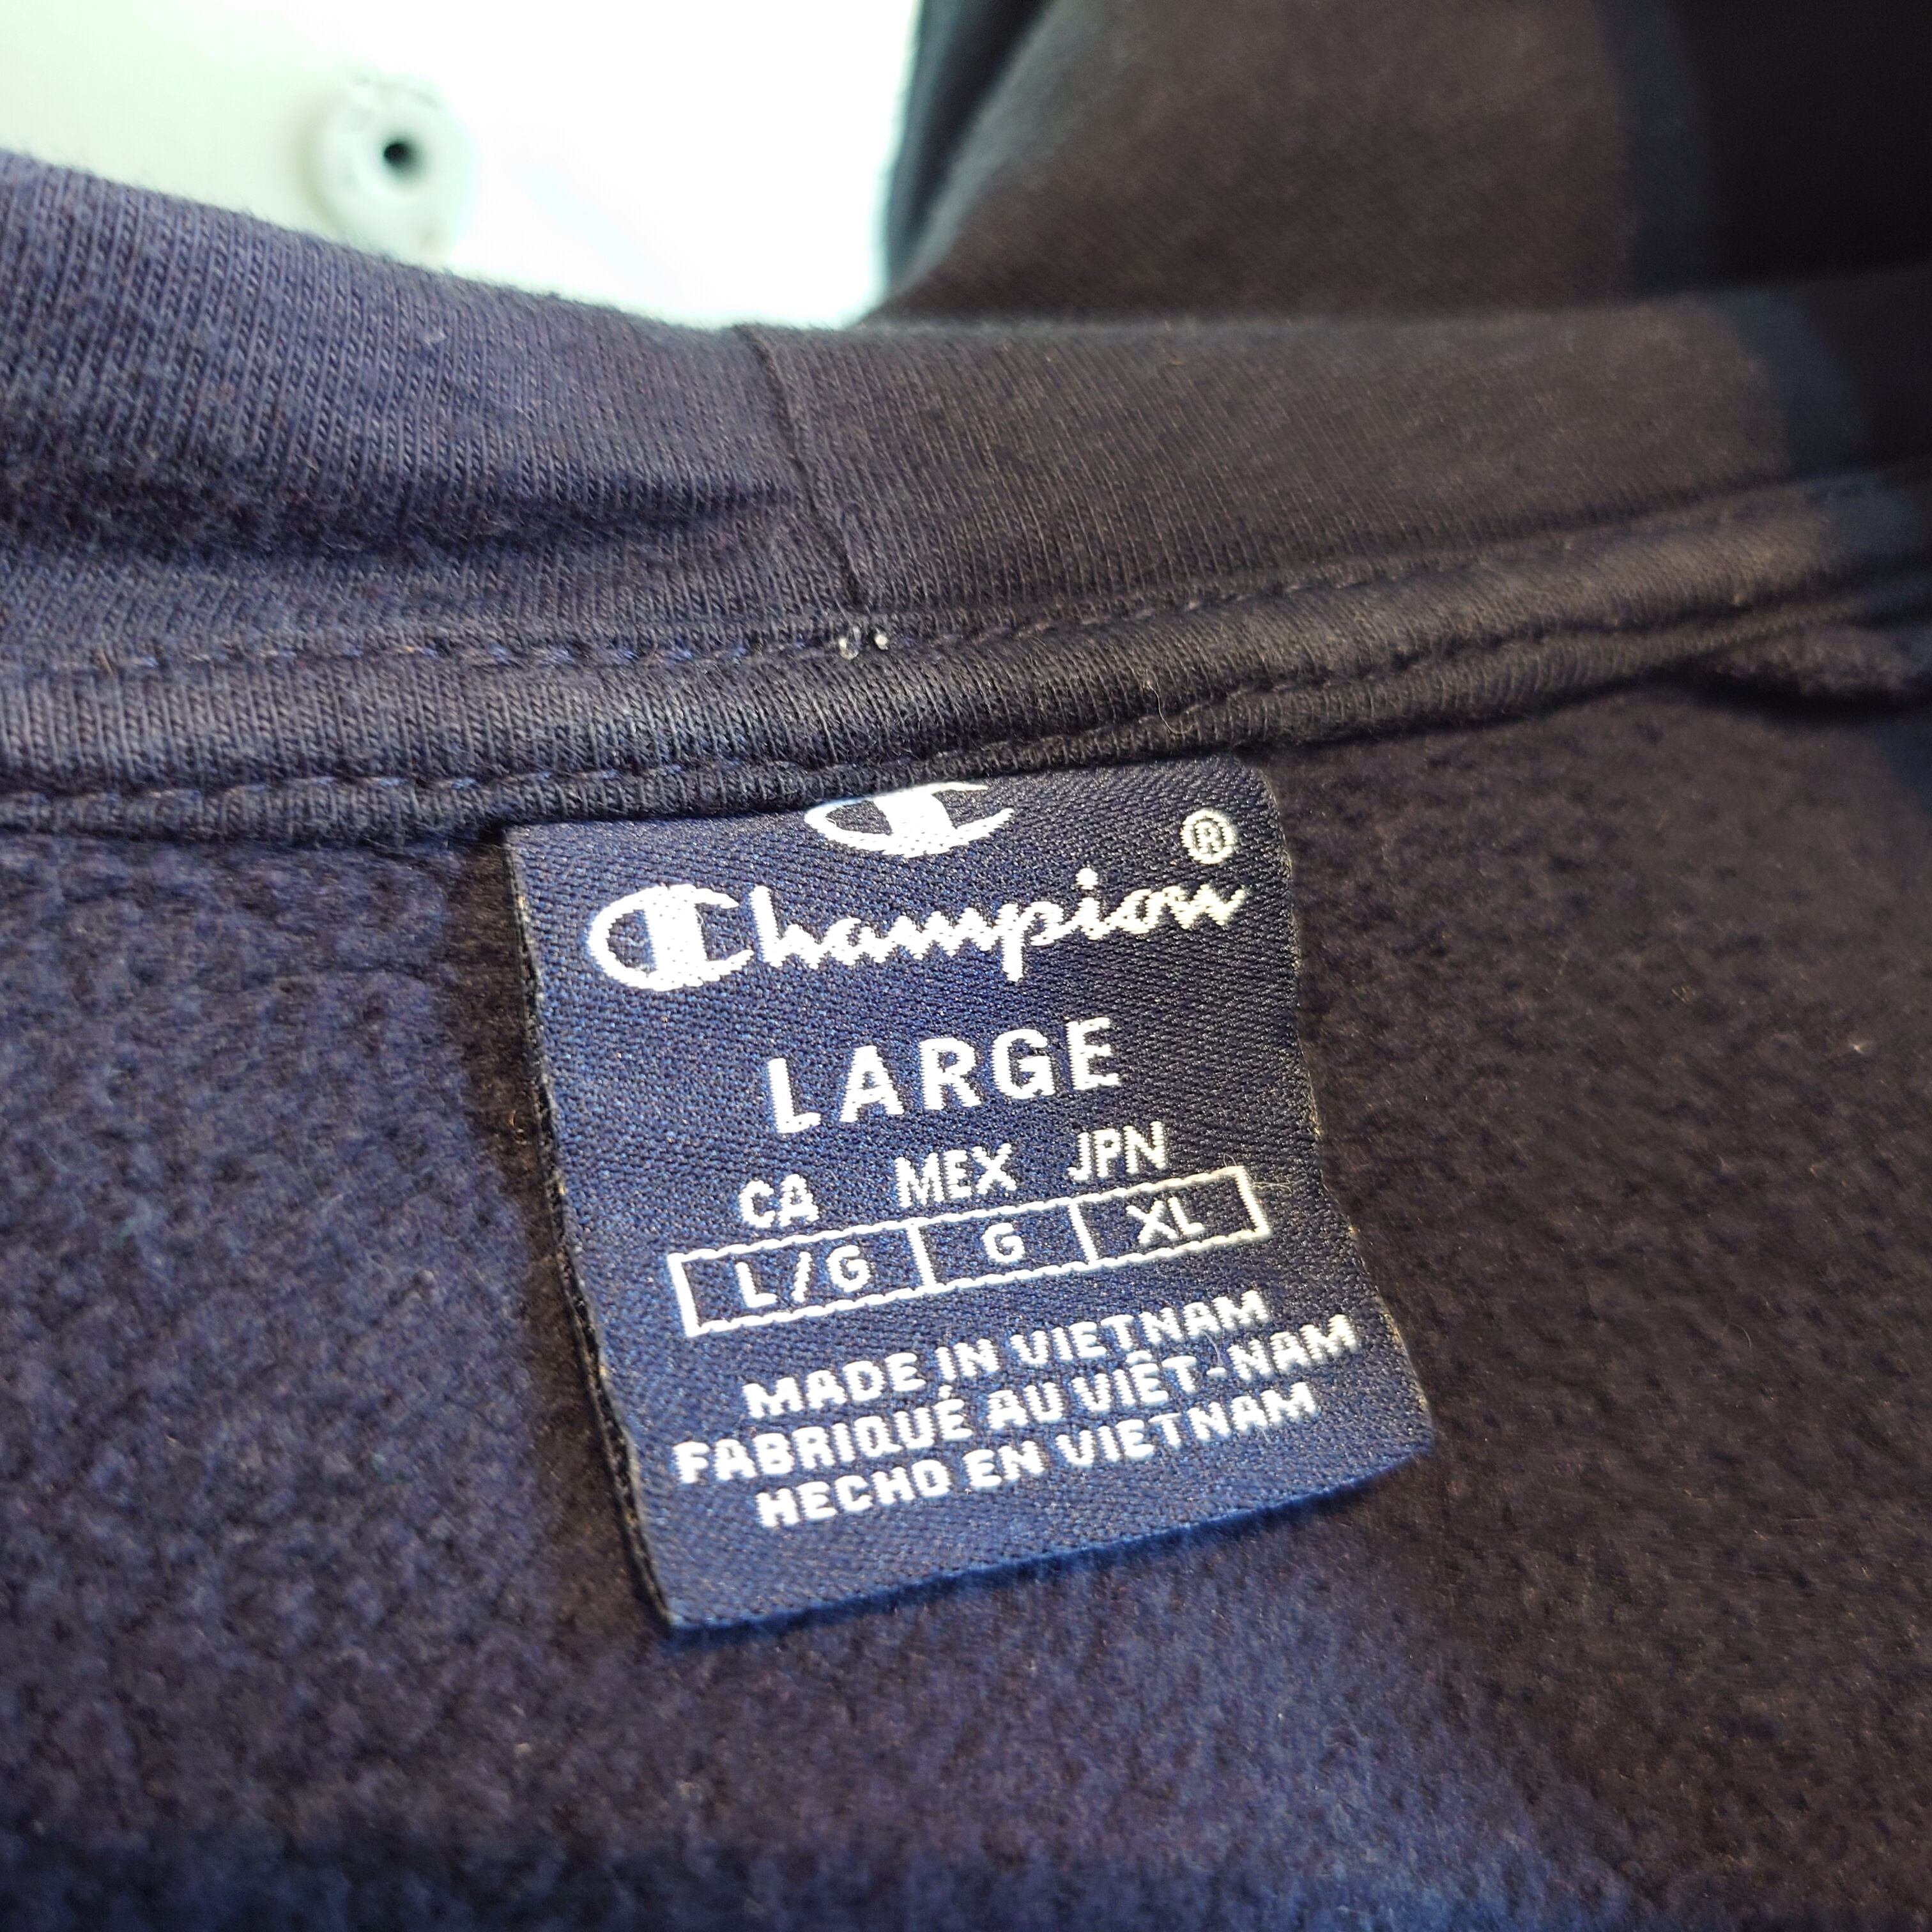 ®
Champion
LARGE
CA MEX JPN
L/G G XL
MADE IN VIETNAM
FABRIQUÉ AU VIÊT-NAM
HECHO EN VIETNAM